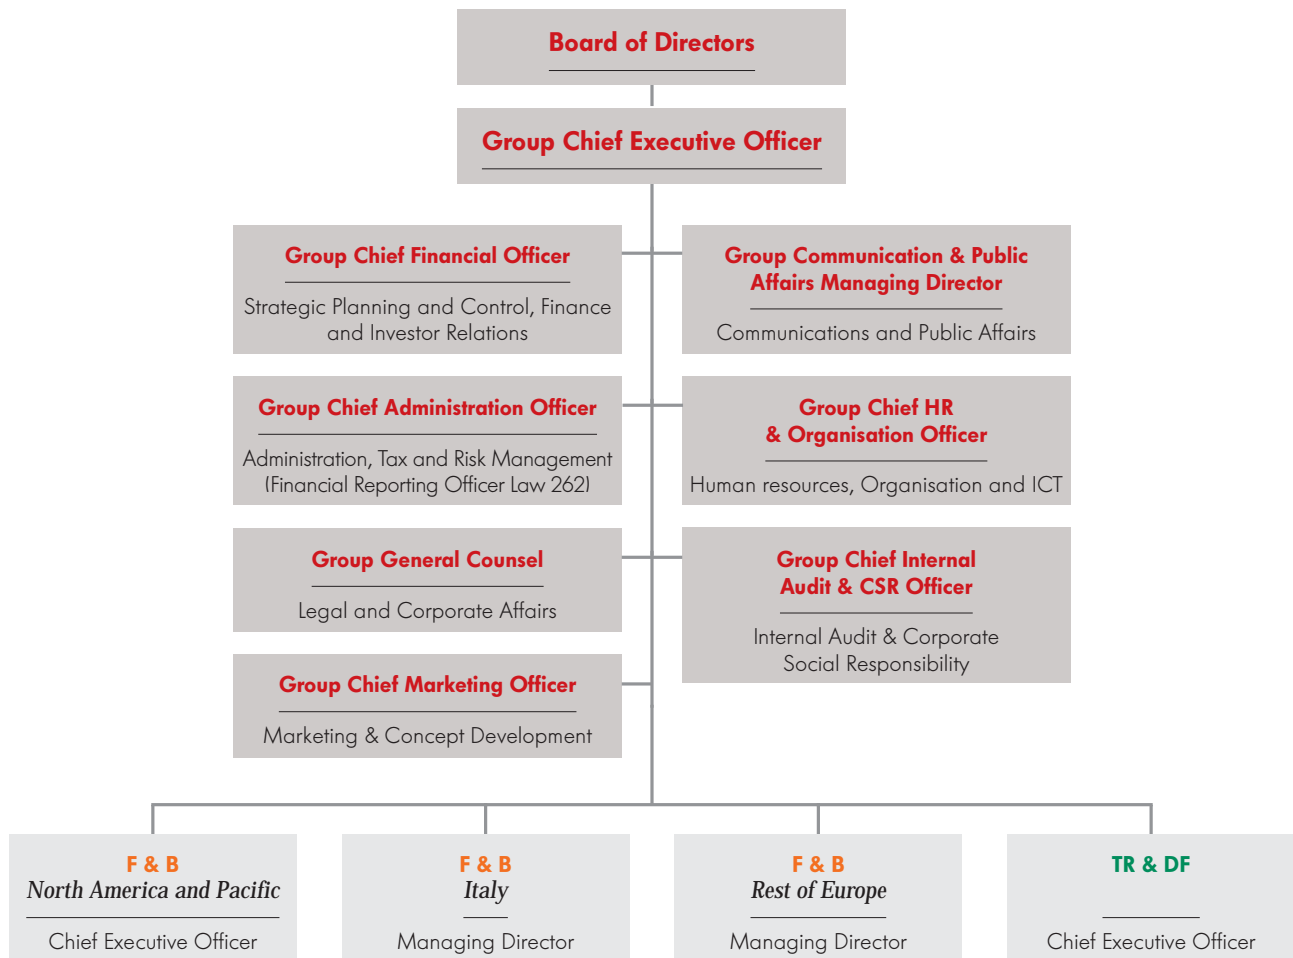 Board of Directors
Group Chief Executive Officer
Group Chief Financial Officer
Strategic Planning and Control, Finance
and Investor Relations
Group Communication & Public
Affairs Managing Director
Communications and Public Affairs
Group Chief Administration Officer
Administration, Tax and Risk Management
(Financial Reporting Officer Law 262)
Group Chief HR
& Organisation Officer
Human resources, Organisation and ICT
Group General Counsel
Legal and Corporate Affairs
Group Chief Internal
Audit & CSR Officer
Internal Audit & Corporate
Social Responsibility
Group Chief Marketing Officer
Marketing & Concept Development
F & B
North America and Pacific
Chief Executive Officer
F & B
Italy
Managing Director
F & B
Rest of Europe
Managing Director
TR & DF
Chief Executive Officer